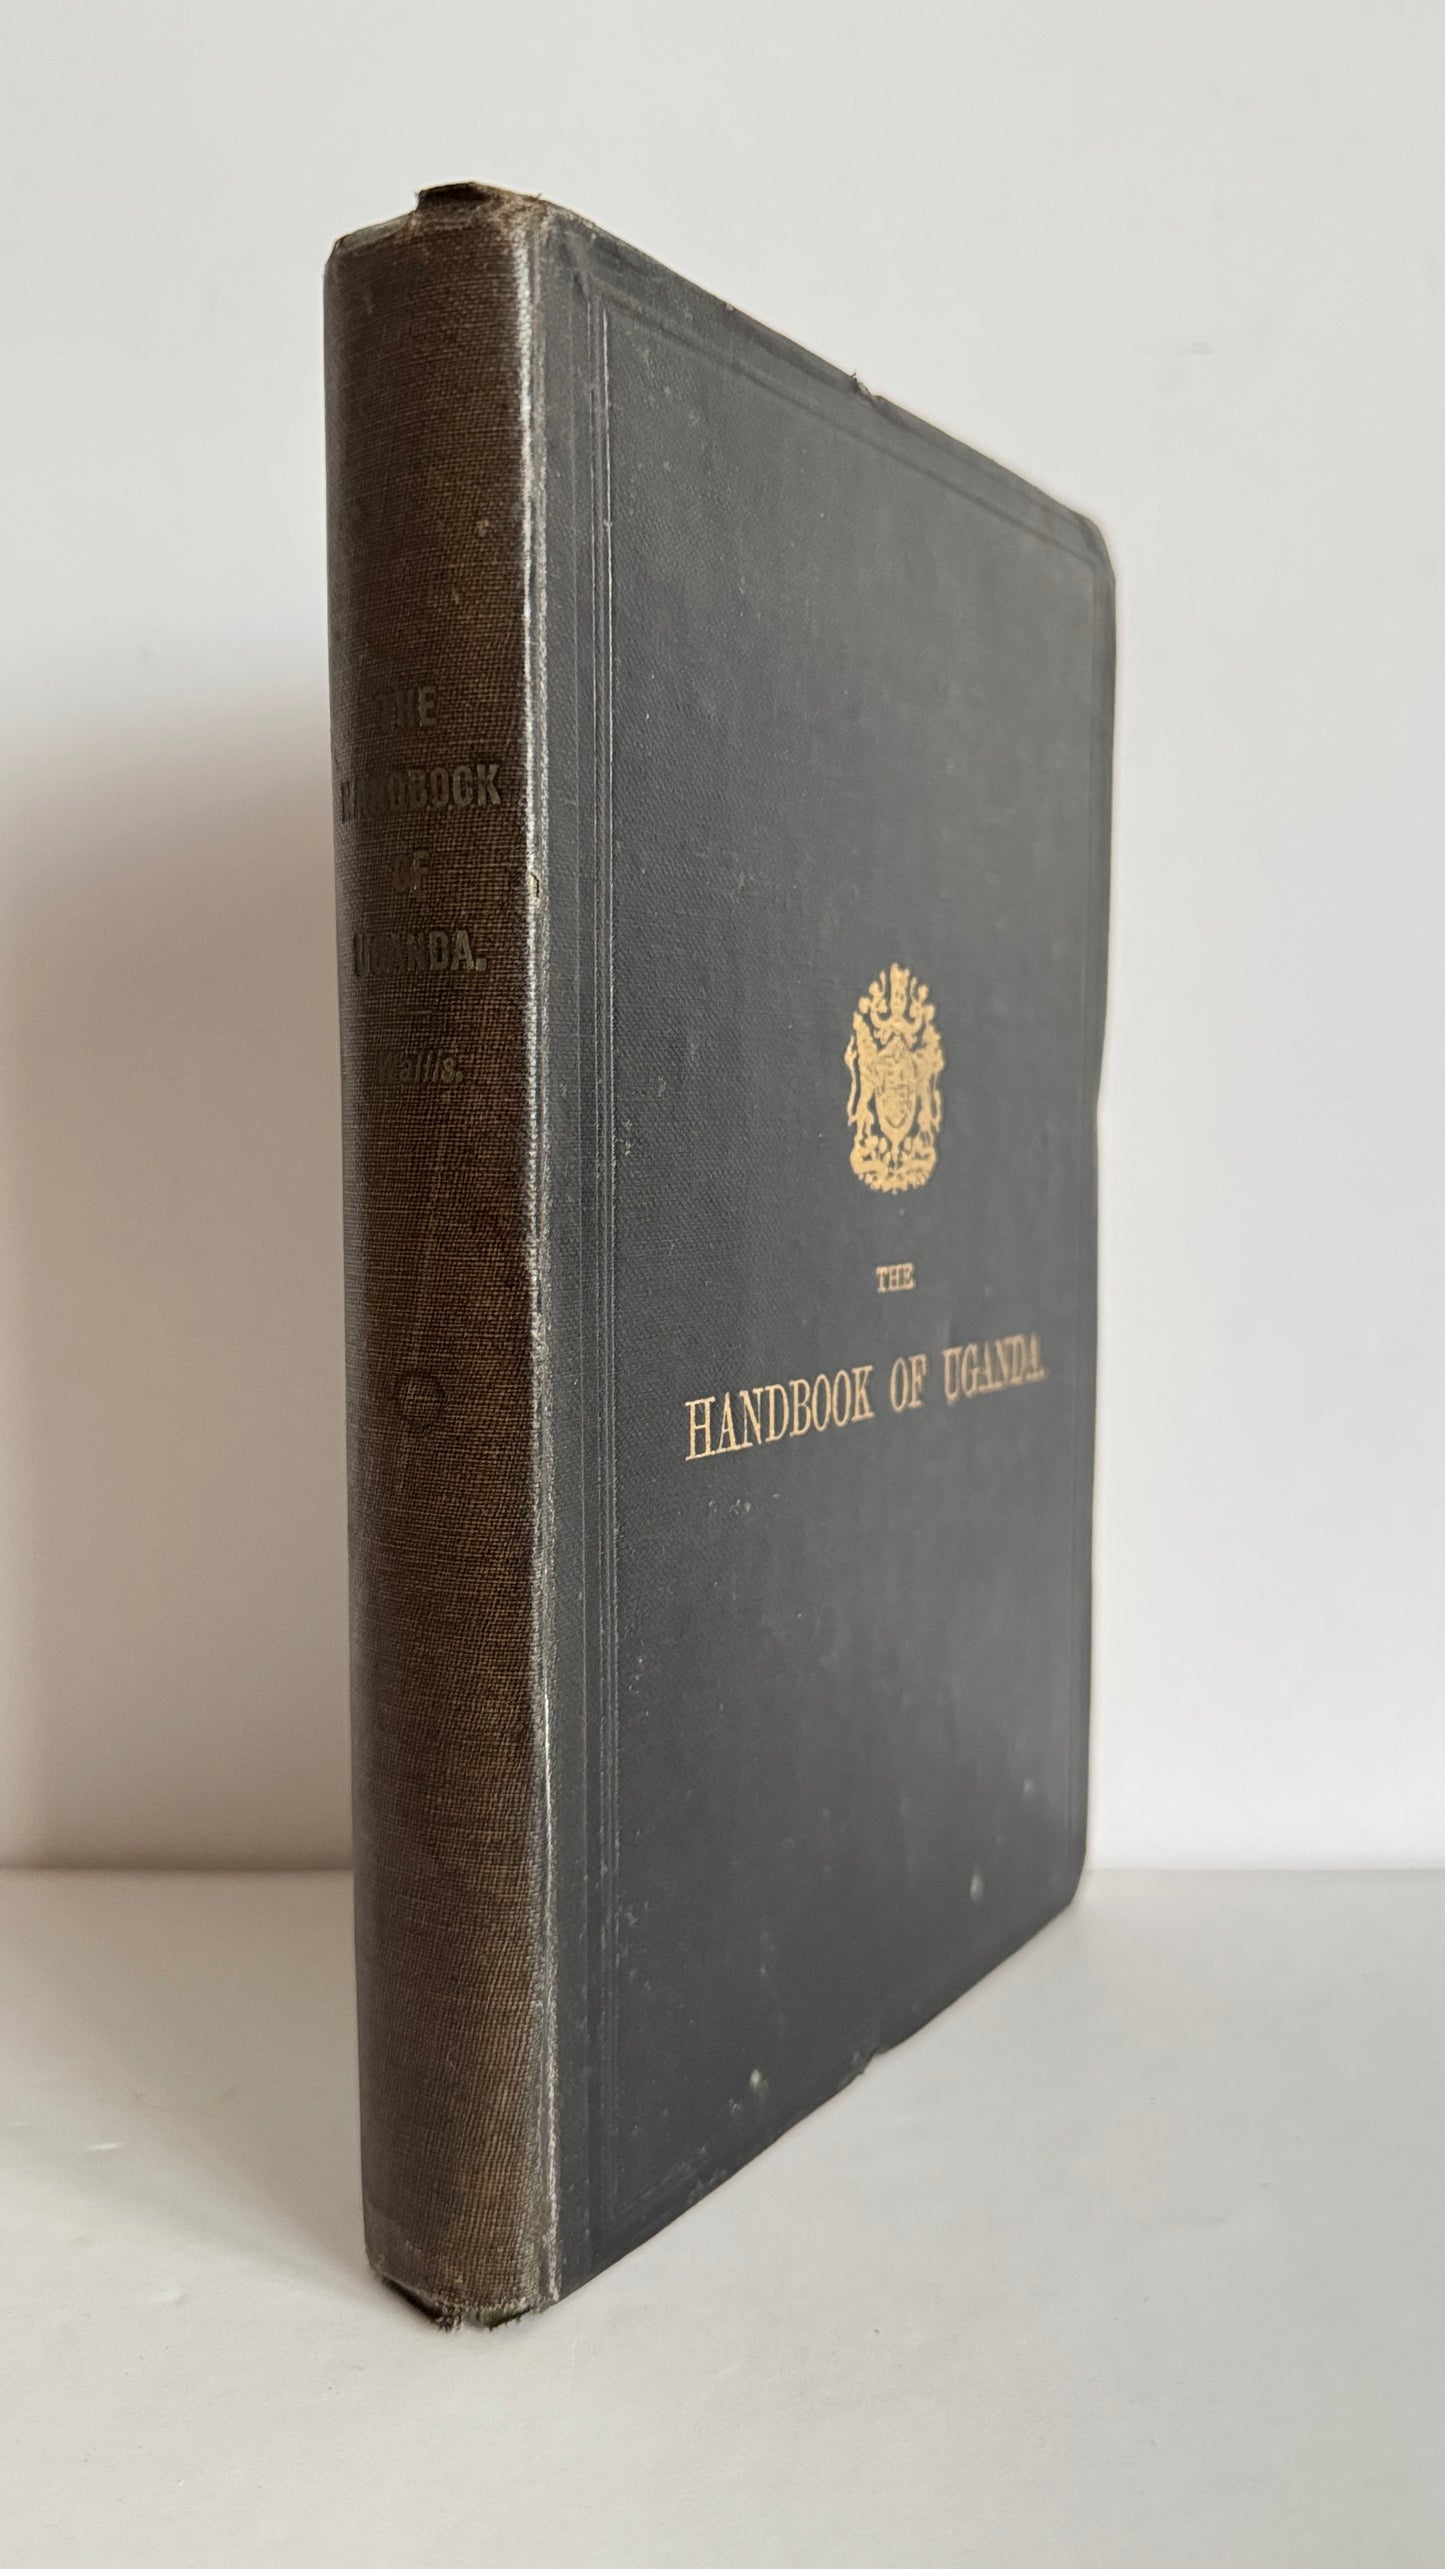 THE
HANDBOOK
OF
UGANDA.
Wallis.
THE
HANDBOOK OF UGANDA.